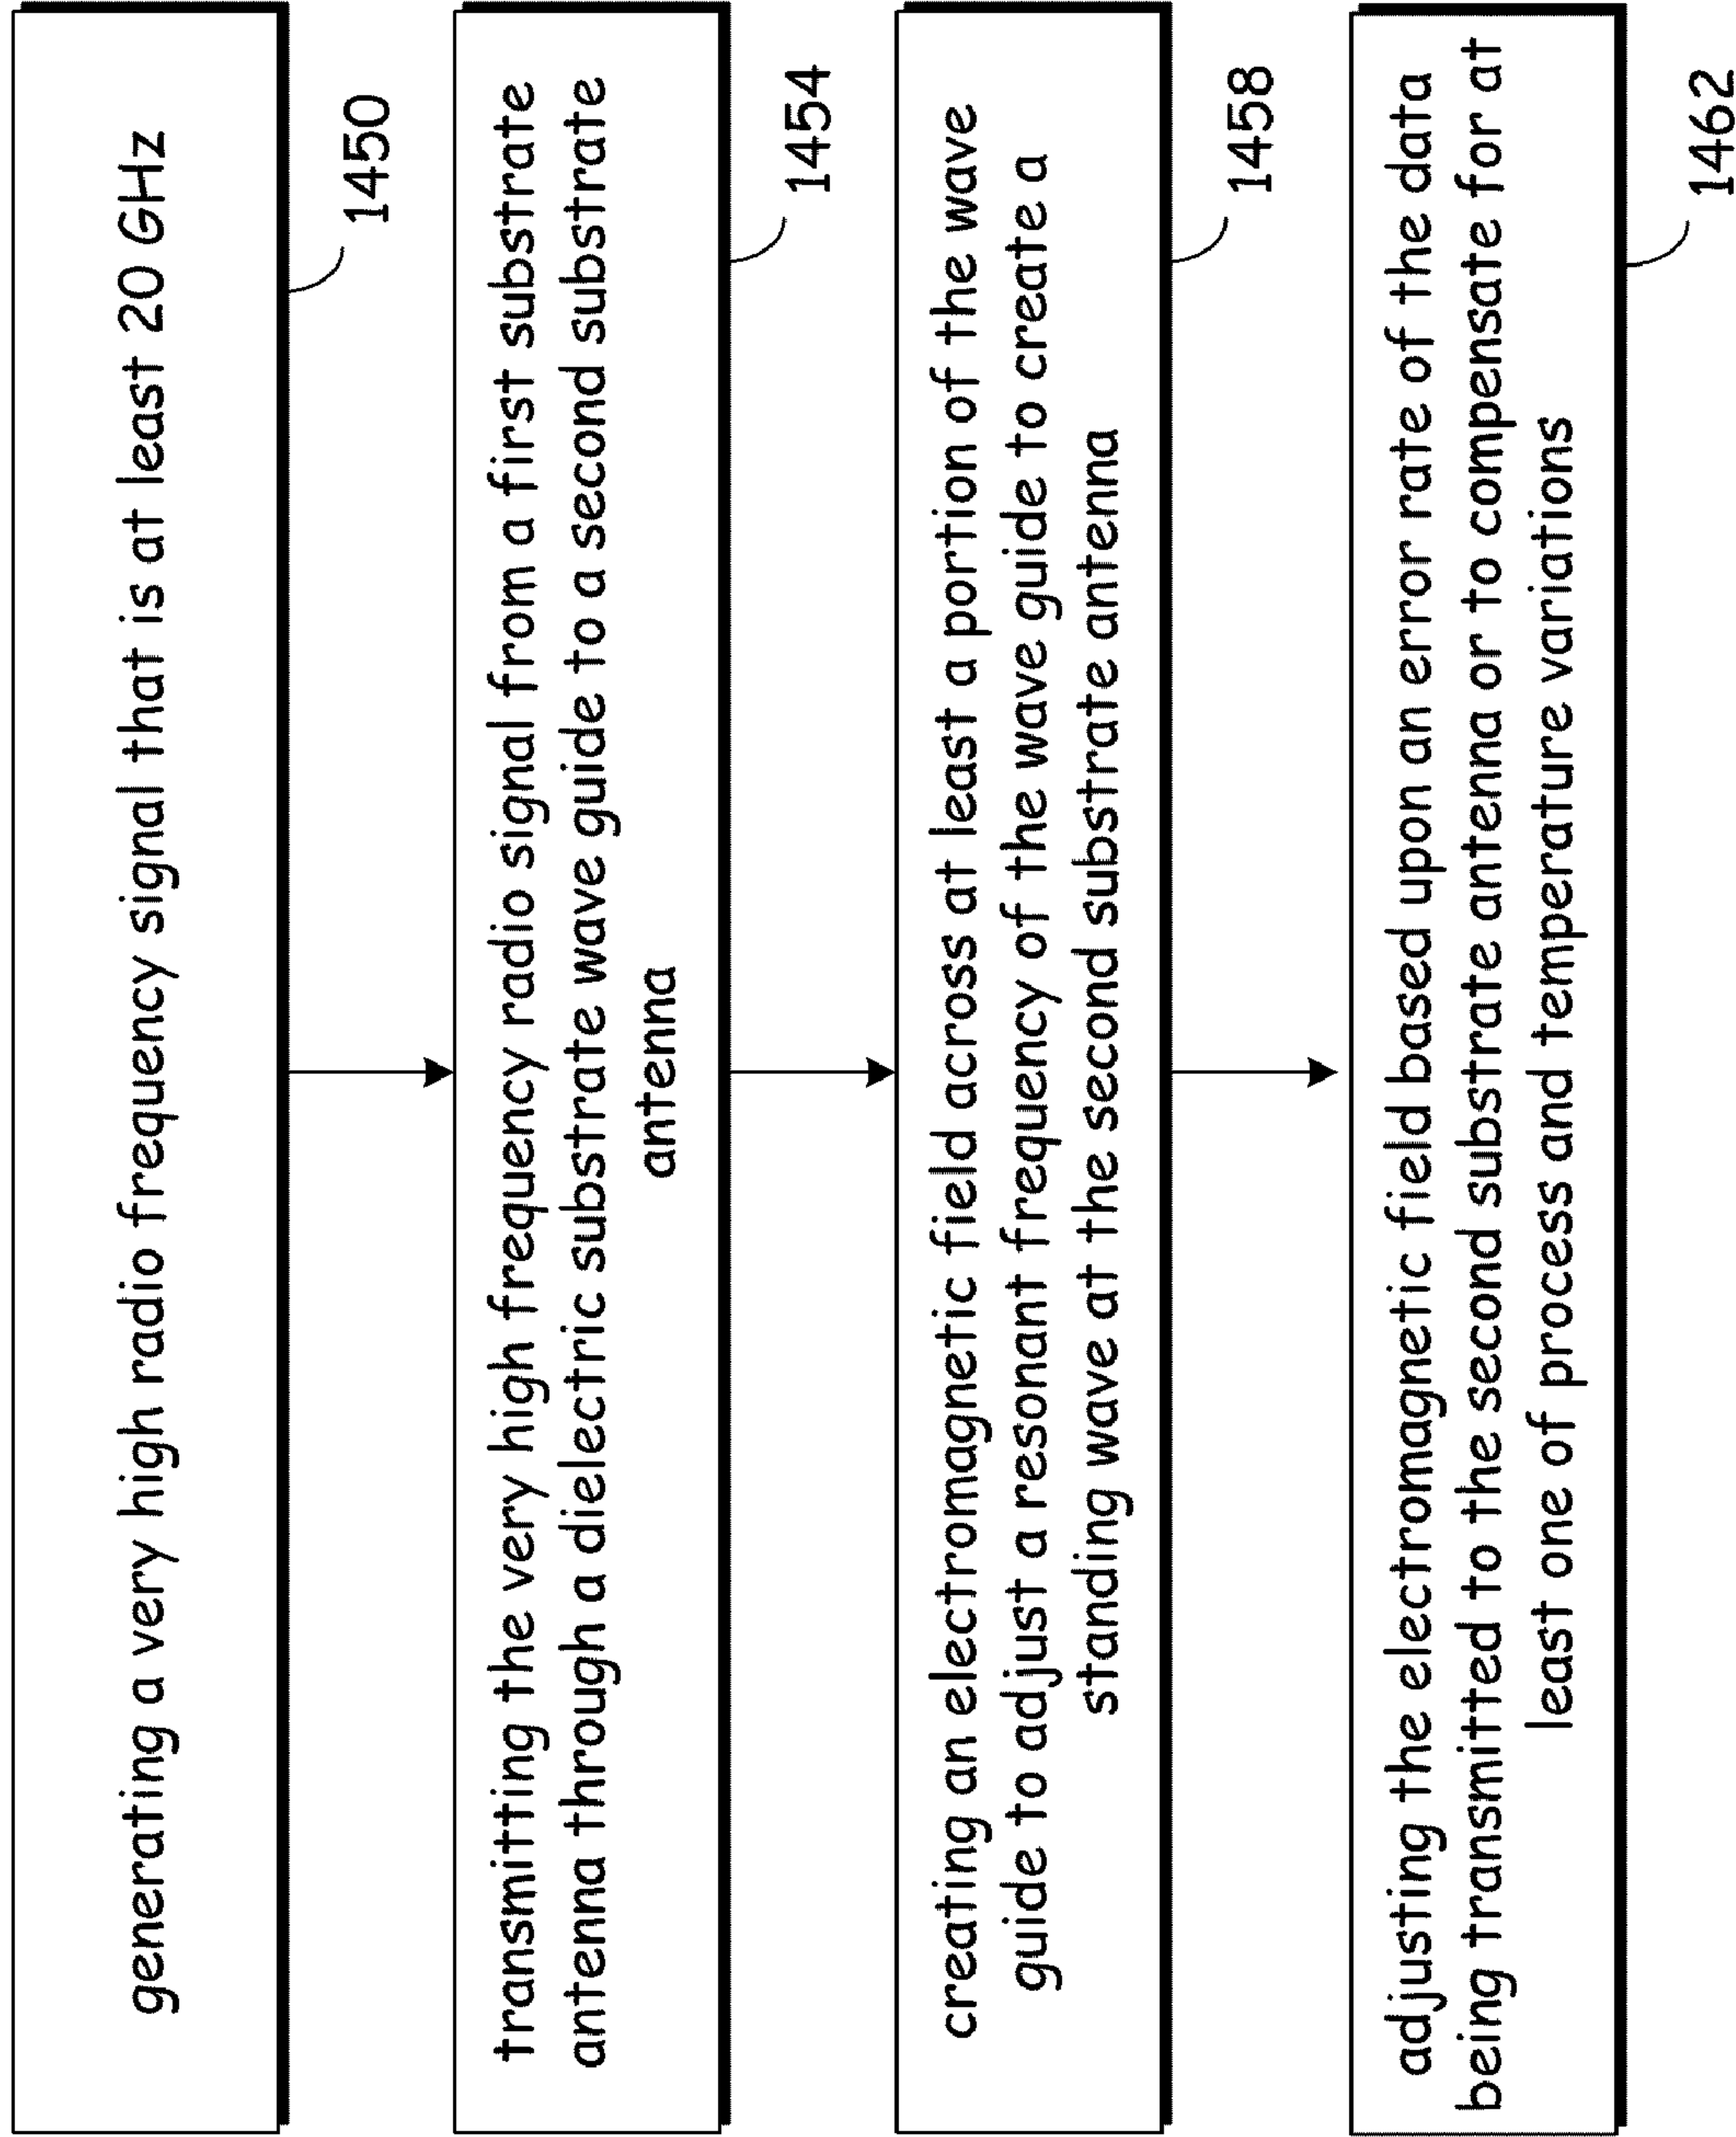 generating a very high radio frequency signal that is at least 20 GHz
1450
transmitting the very high frequency radio signal from a first substrate
antenna through a dielectric substrate wave guide to a second substrate
antenna
1454
creating an electromagnetic field across at least a portion of the wave
guide to adjust a resonant frequency of the wave guide to create a
standing wave at the second substrate antenna
1458
adjusting the electromagnetic field based upon an error rate of the data
being transmitted to the second substrate antenna or to compensate for at
least one of process and temperature variations
1462